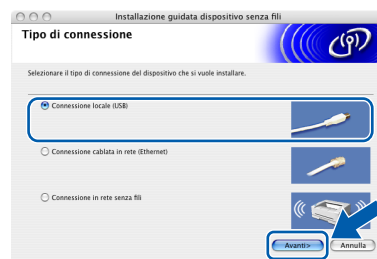 Installazione guidata dispositivo senza fili
Tipo di connessione
Selezionare il tipo di connessione del dispositivo che si vuole installare.
Connessione locale (USB)
Connessione cablata in rete (Ethernet)
Connessione in rete senza fili
Avanti> Annulla